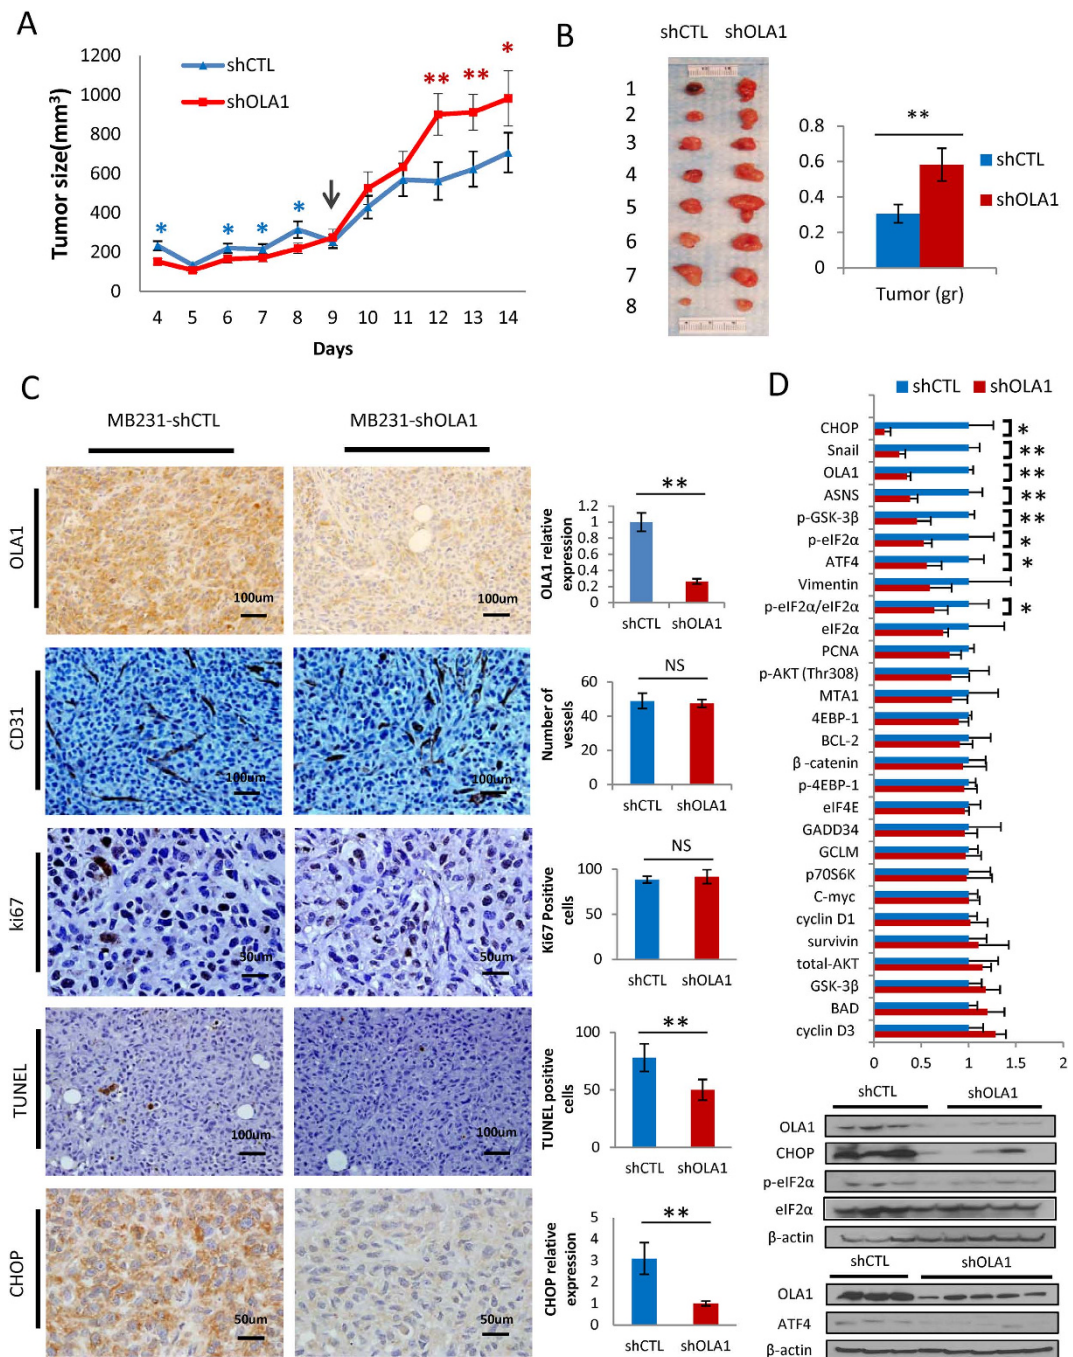 A
shCTL
shOLA1
Tumor size(mm³)
1200
1000
800
600
400
200
0
* * * * ** ** *
4 5 6 7 8 9 10 11 12 13 14
Days
B
shCTL shOLA1
1
2
3
4
5
6
7
8
0.8
0.6
0.4
0.2
0
**
shCTL
shOLA1
Tumor (gr)
C
MB231-shCTL MB231-shOLA1
OLA1
100um 100um
OLA1 relative
expression
1.2
1
0.8
0.6
0.4
0.2
0
**
shCTL shOLA1
CD31
100um 100um
Number of
vessels
60
40
20
0
NS
shCTL shOLA1
ki67
50um 50um
Ki67 Positive
cells
100
50
0
NS
shCTL shOLA1
TUNEL
100um 100um
TUNEL positive
cells
100
50
0
**
shCTL shOLA1
CHOP
50um 50um
CHOP relative
expression
5
4
3
2
1
0
**
shCTL shOLA1
D
shCTL shOLA1
CHOP *
Snail **
OLA1 **
ASNS **
p-GSK-3β **
p-eIF2α *
ATF4 *
Vimentin
p-eIF2α/eIF2α *
eIF2α
PCNA
p-AKT (Thr308)
MTA1
4EBP-1
BCL-2
β-catenin
p-4EBP-1
eIF4E
GADD34
GCLM
p70S6K
C-myc
cyclin D1
survivin
total-AKT
GSK-3β
BAD
cyclin D3
0 0.5 1 1.5 2
shCTL shOLA1
OLA1
CHOP
p-eIF2α
eIF2α
β-actin
shCTL shOLA1
OLA1
ATF4
β-actin